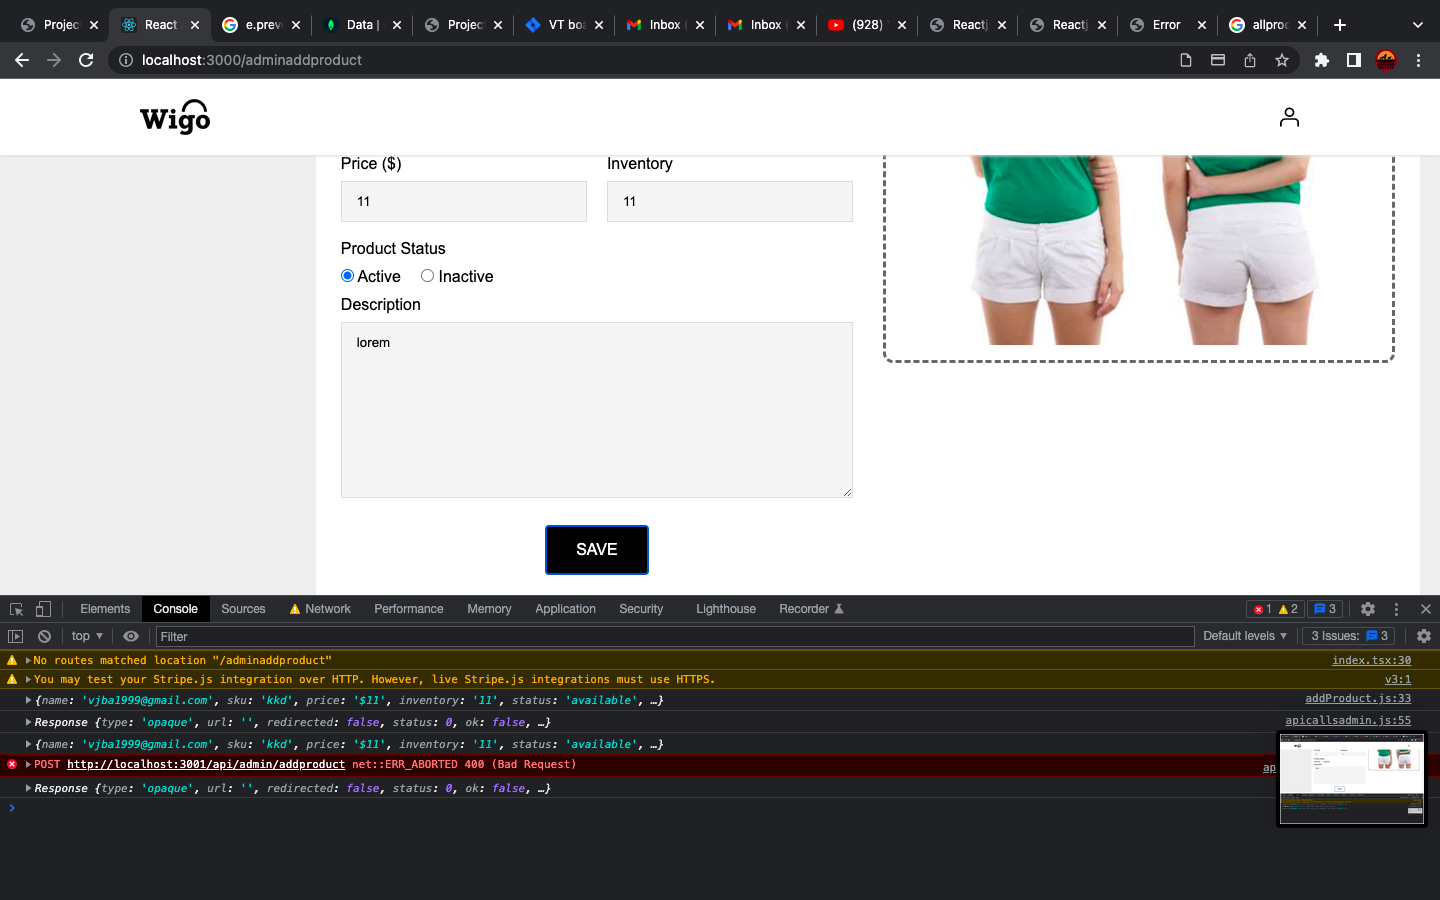 Projec
React
e.prev
Data |
Projec
VT boa
Inbox
Inbox
(928)
Reactj
Reactj
Error
allproc
localhost:3000/adminaddproduct
Wigo
Price ($)
Inventory
11
11
Product Status
Active
Inactive
Description
lorem
SAVE
Elements
Console
Sources
Network
Performance
Memory
Application
Security
Lighthouse
Recorder
1
2
3
top
Filter
Default levels
3 Issues:
3
No routes matched location "/adminaddproduct"
index.tsx:30
You may test your Stripe.js integration over HTTP. However, live Stripe.js integrations must use HTTPS.
v3:1
{name: 'vjba1999@gmail.com', sku: 'kkd', price: '$11', inventory: '11', status: 'available', …}
addProduct.js:33
Response {type: 'opaque', url: '', redirected: false, status: 0, ok: false, …}
apicallsadmin.js:55
{name: 'vjba1999@gmail.com', sku: 'kkd', price: '$11', inventory: '11', status: 'available', …}
POST http://localhost:3001/api/admin/addproduct net::ERR_ABORTED 400 (Bad Request)
ap
Response {type: 'opaque', url: '', redirected: false, status: 0, ok: false, …}